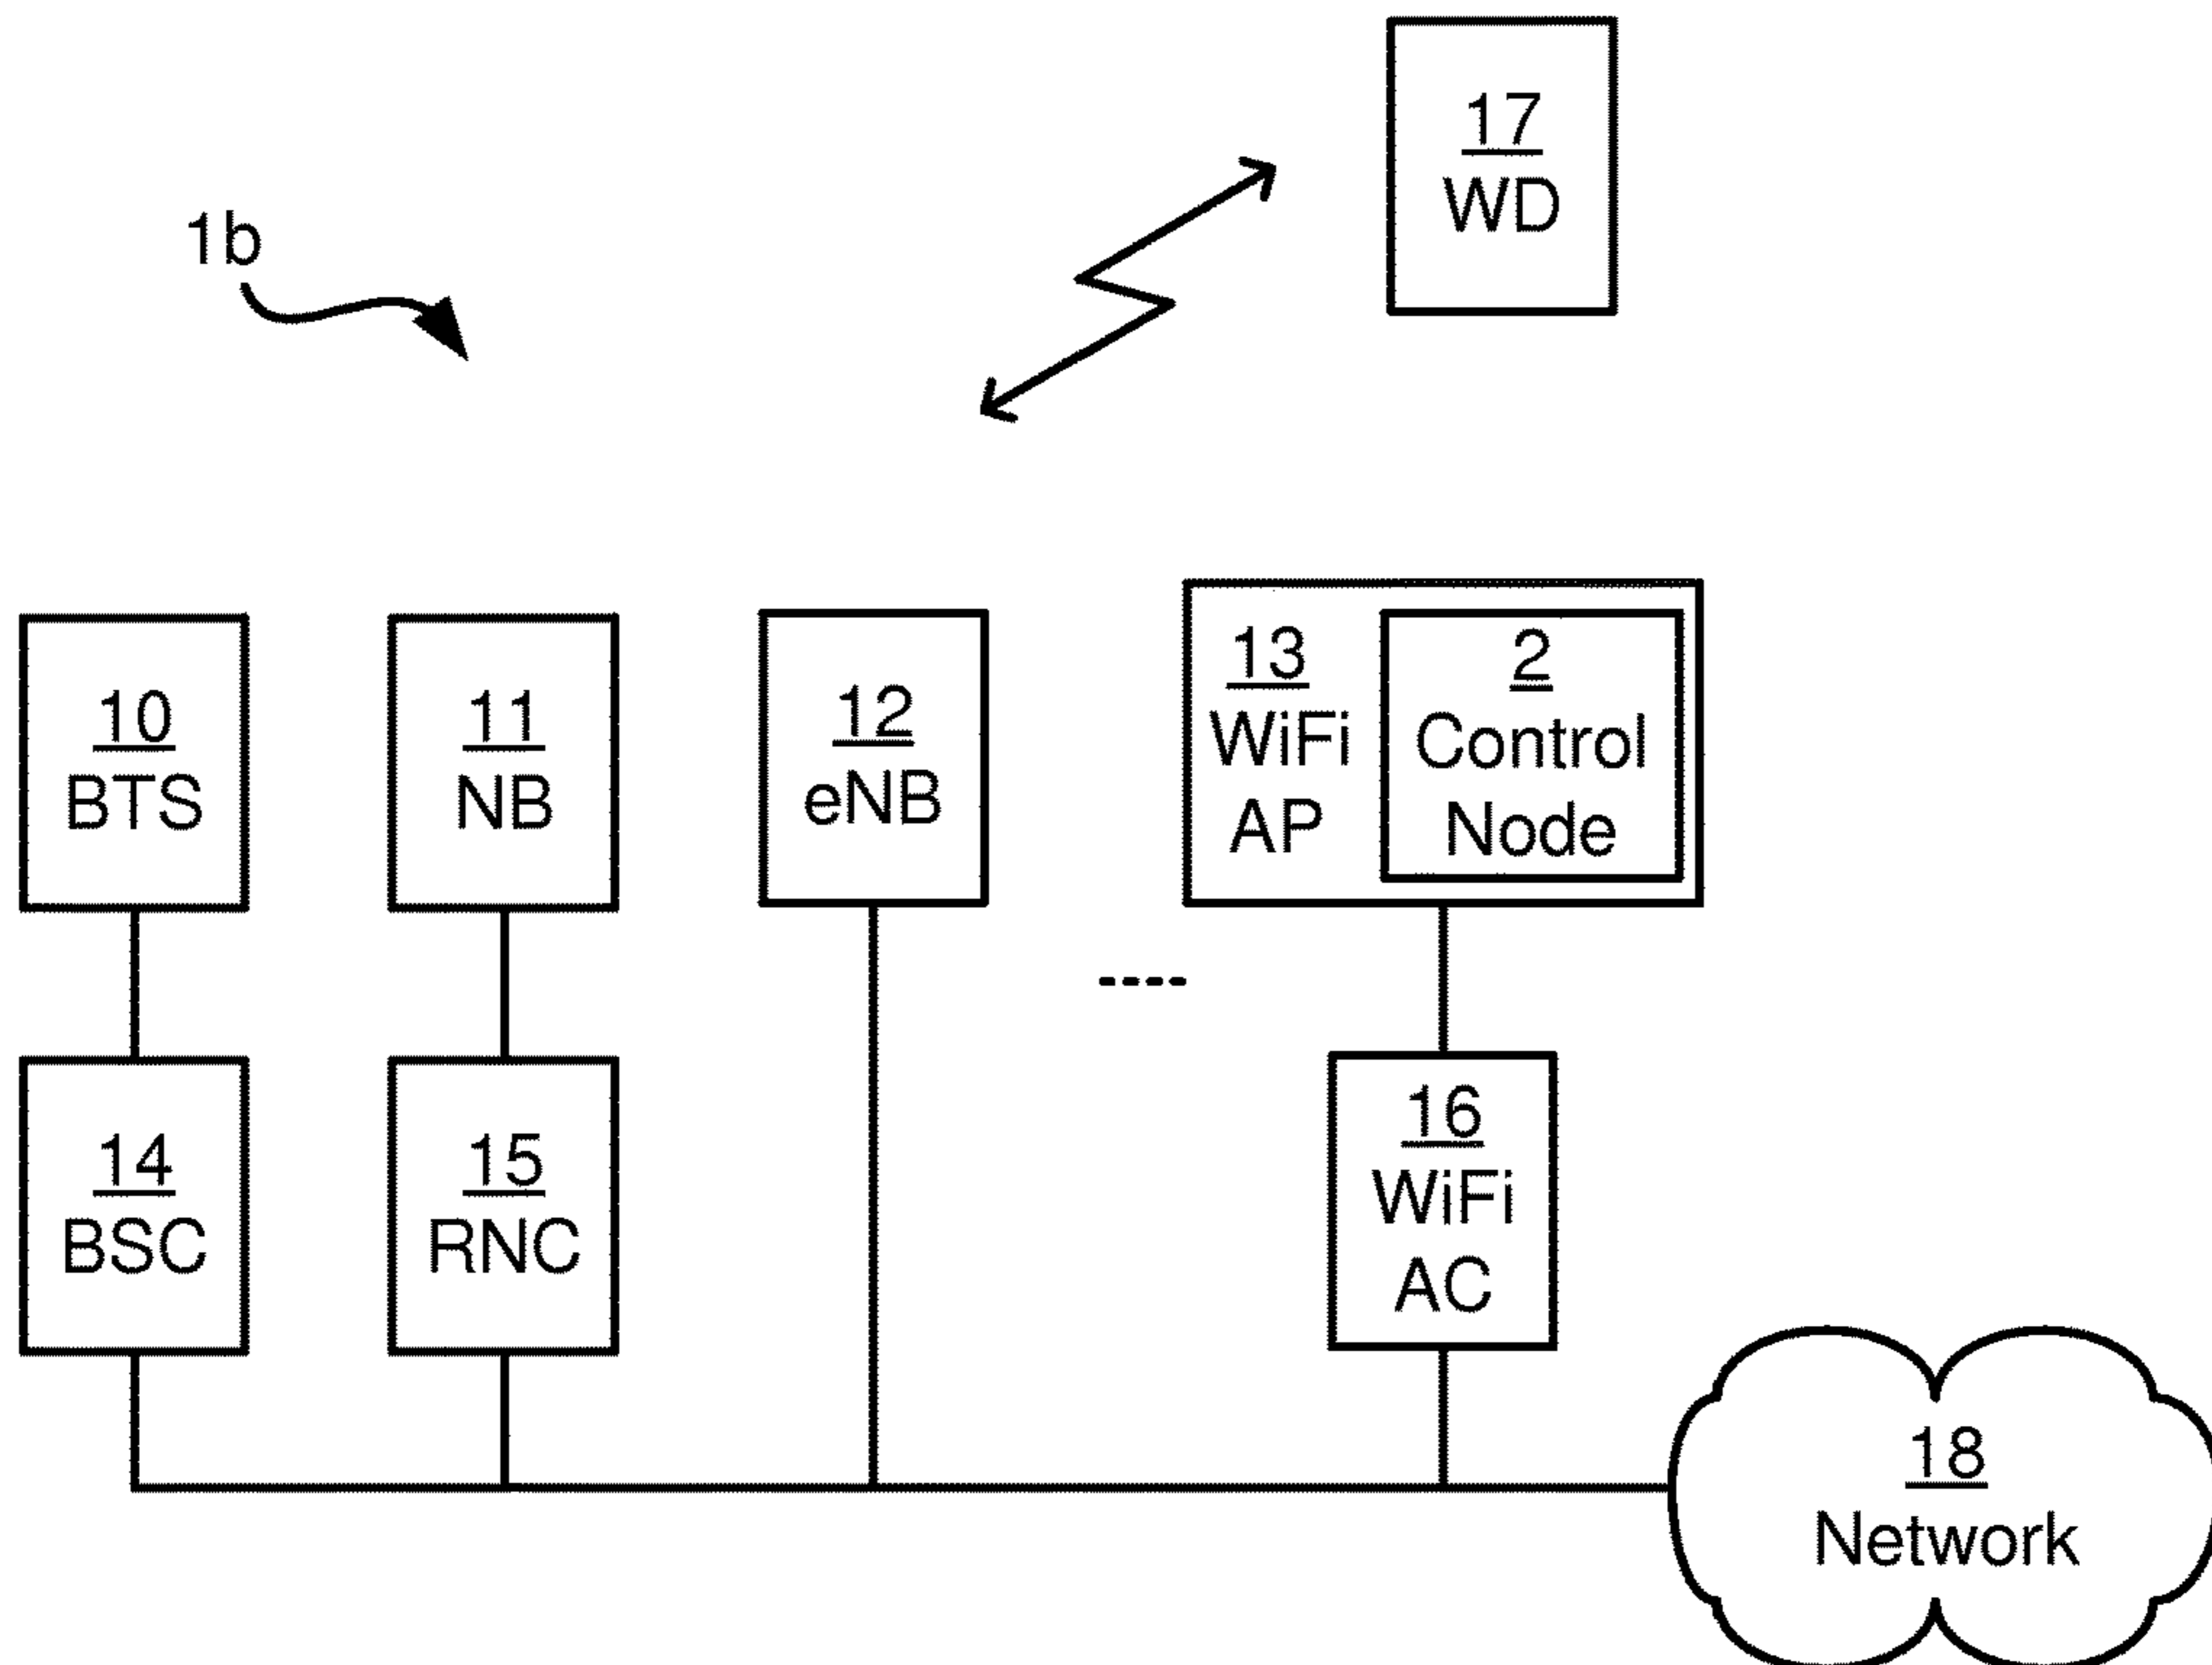 17
WD
1b
10
BTS
11
NB
12
eNB
13
WiFi
AP
2
Control
Node
14
BSC
15
RNC
16
WiFi
AC
18
Network